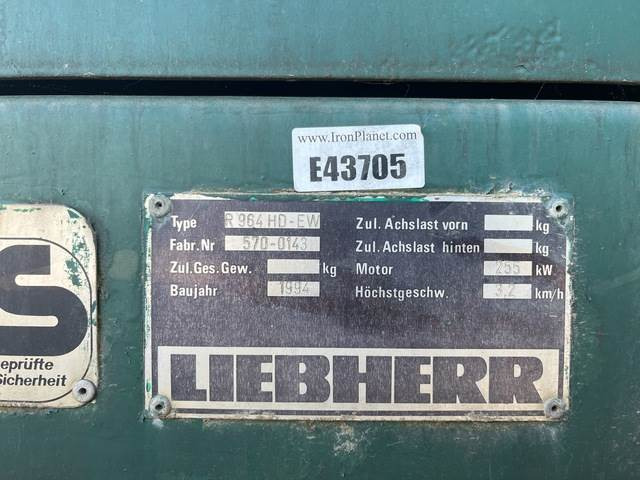 www.IronPlanet.com
E43705
Type R 964 HD-EW
Fabr. Nr 570-0143
Zul. Ges. Gew. kg
Baujahr 1994
Zul. Achslast vorn kg
Zul. Achslast hinten kg
Motor 255 kW
Höchstgeschw. 3,2 km/h
LIEBHERR
S
eprüfte
Sicherheit